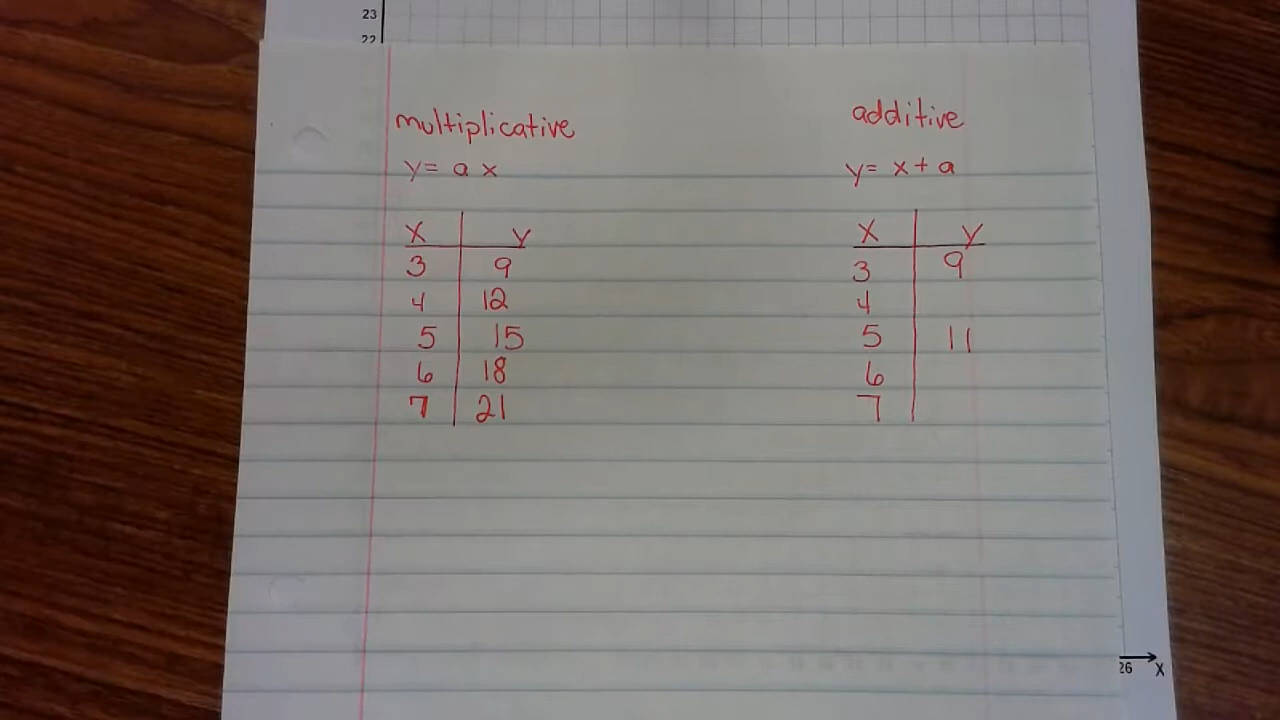 23
22
multiplicative additive
y= a x y= x + a
x y x y
3 9 3 9
4 12 4
5 15 5 11
6 18 6
7 21 7
26 x